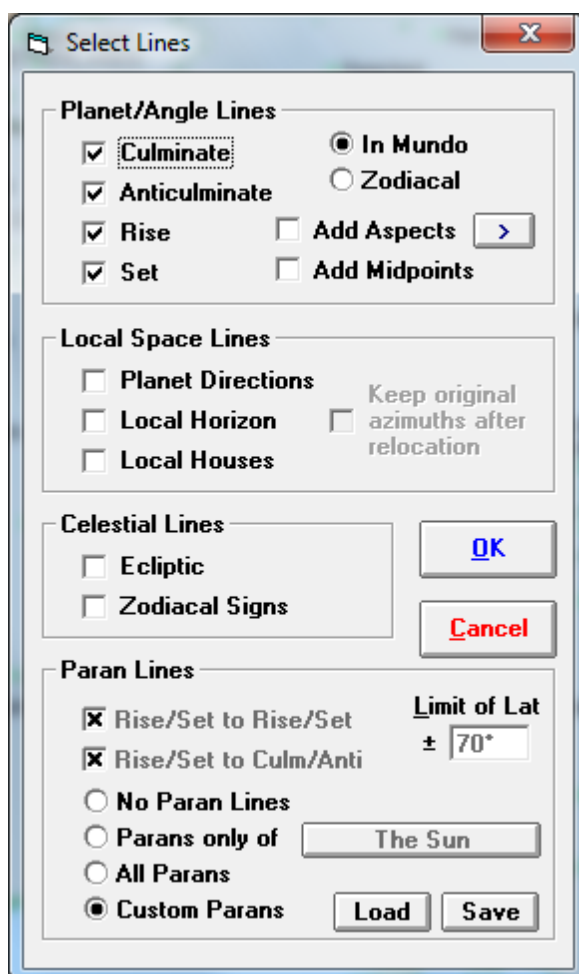 Select Lines
Planet/Angle Lines
Culminate
Anticulminate
Rise
Set
In Mundo
Zodiacal
Add Aspects >
Add Midpoints
Local Space Lines
Planet Directions
Local Horizon
Local Houses
Keep original
azimuths after
relocation
Celestial Lines
Ecliptic
Zodiacal Signs
OK
Cancel
Paran Lines
Rise/Set to Rise/Set
Rise/Set to Culm/Anti
Limit of Lat
± 70°
No Paran Lines
Parans only of The Sun
All Parans
Custom Parans Load Save